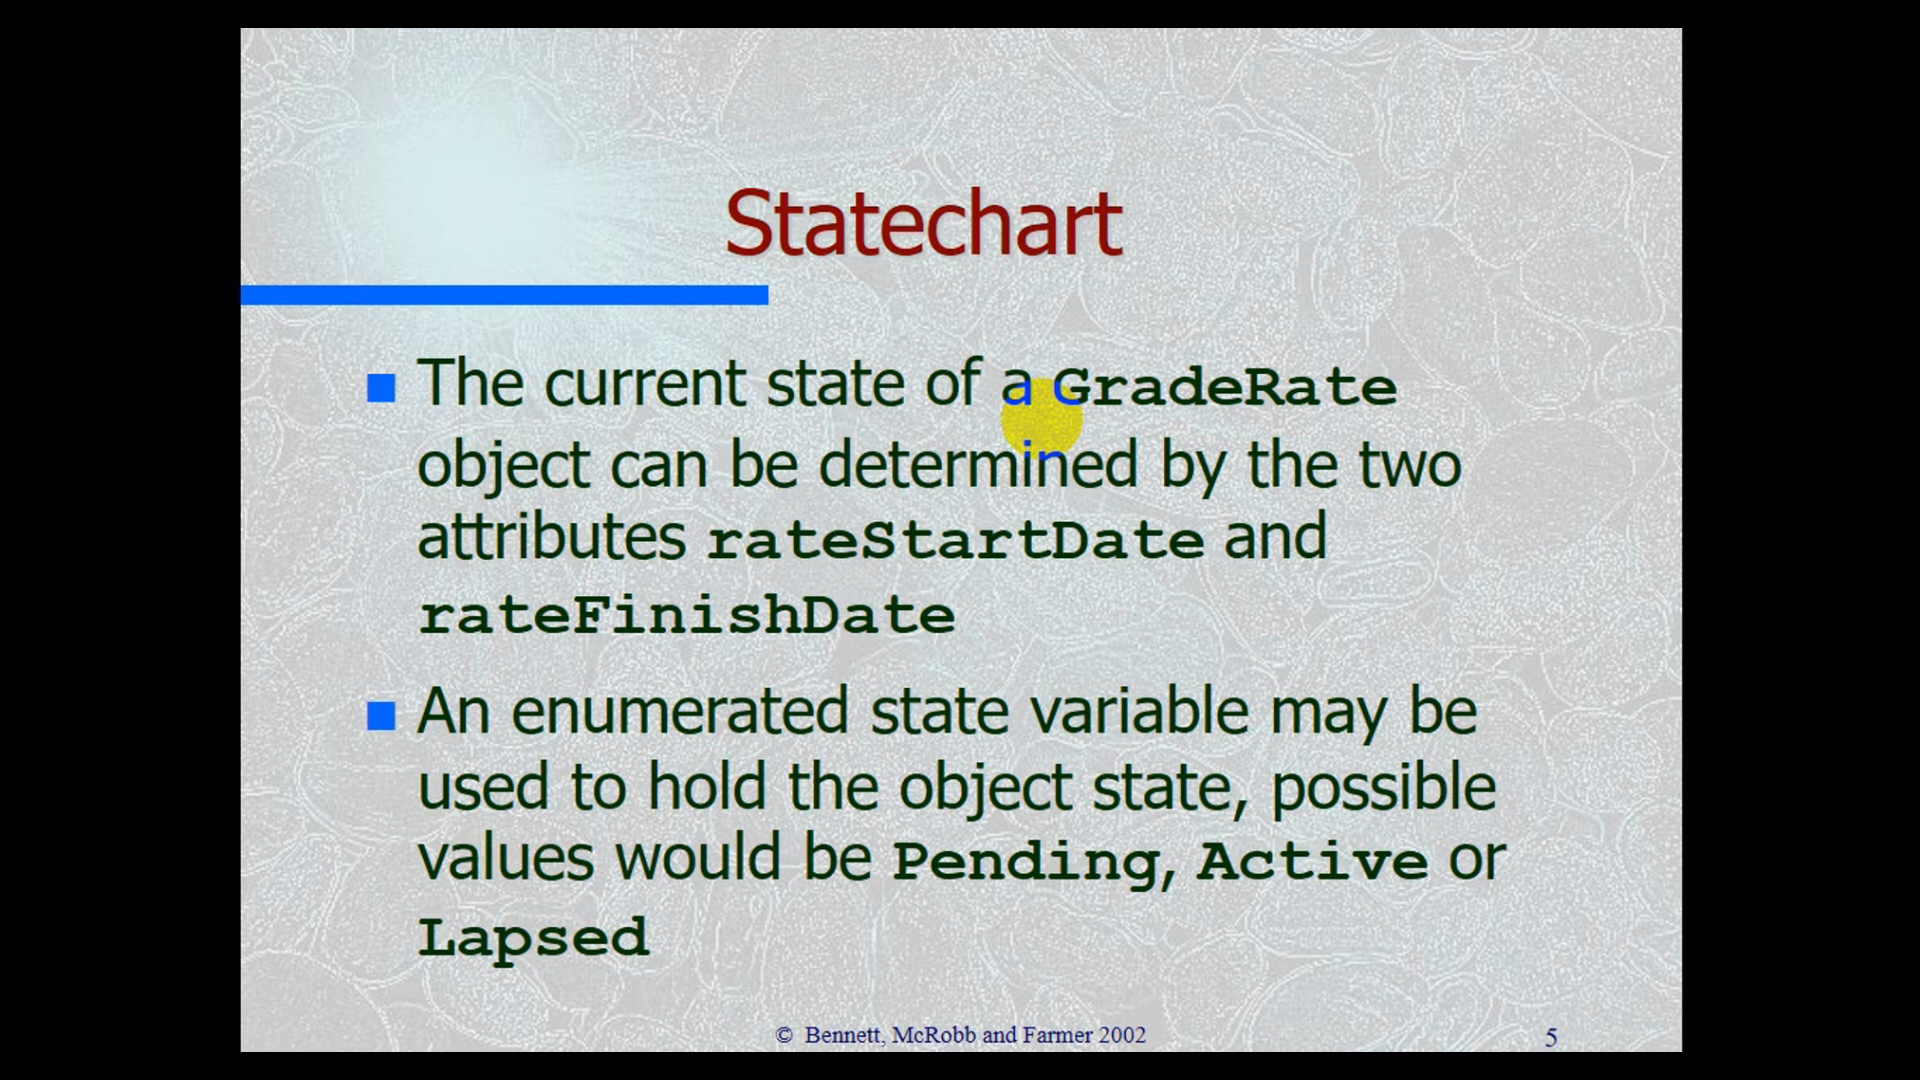 Statechart
The current state of a GradeRate
object can be determined by the two
attributes rateStartDate and
rateFinishDate
An enumerated state variable may be
used to hold the object state, possible
values would be Pending, Active or
Lapsed
© Bennett, McRobb and Farmer 2002
5